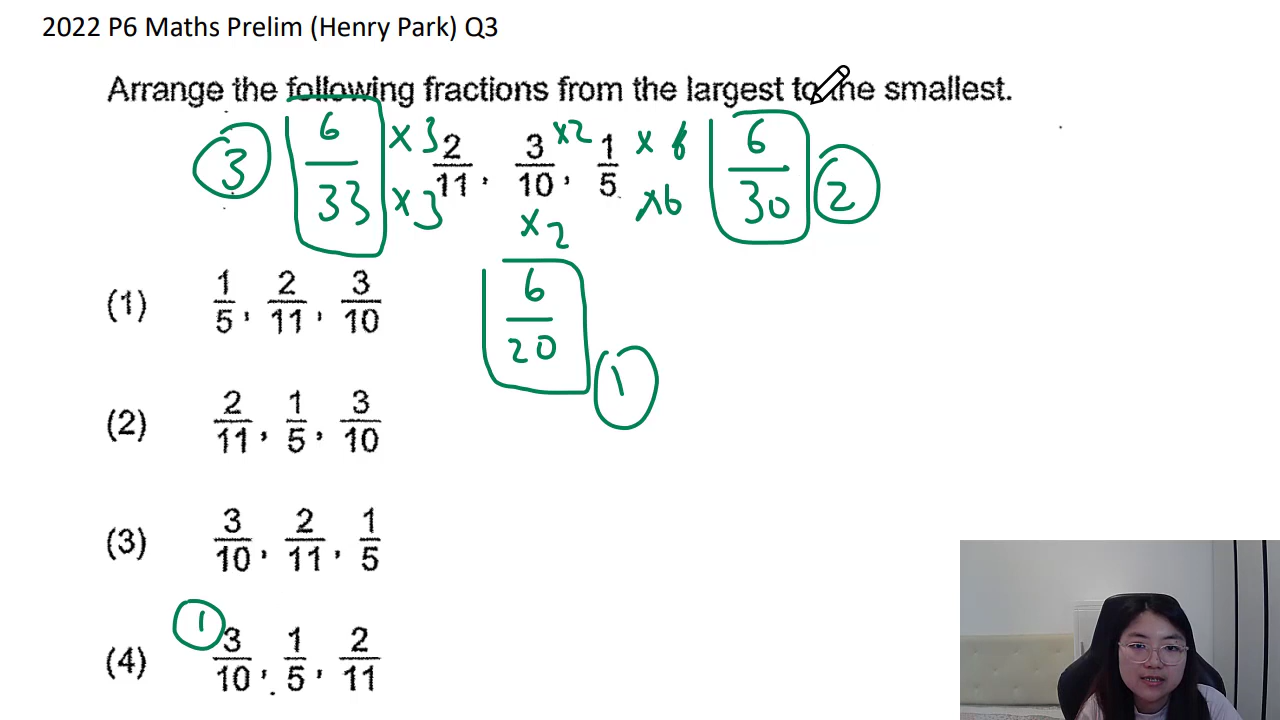 2022 P6 Maths Prelim (Henry Park) Q3
Arrange the following fractions from the largest to the smallest.
3 6/33 ×3 ×3 2/11, 3/10, ×2 1/5 ×6 ×6 6/30 2
×2
6/20
1
(1) 1/5, 2/11, 3/10
(2) 2/11, 1/5, 3/10
(3) 3/10, 2/11, 1/5
1
(4) 3/10, 1/5, 2/11